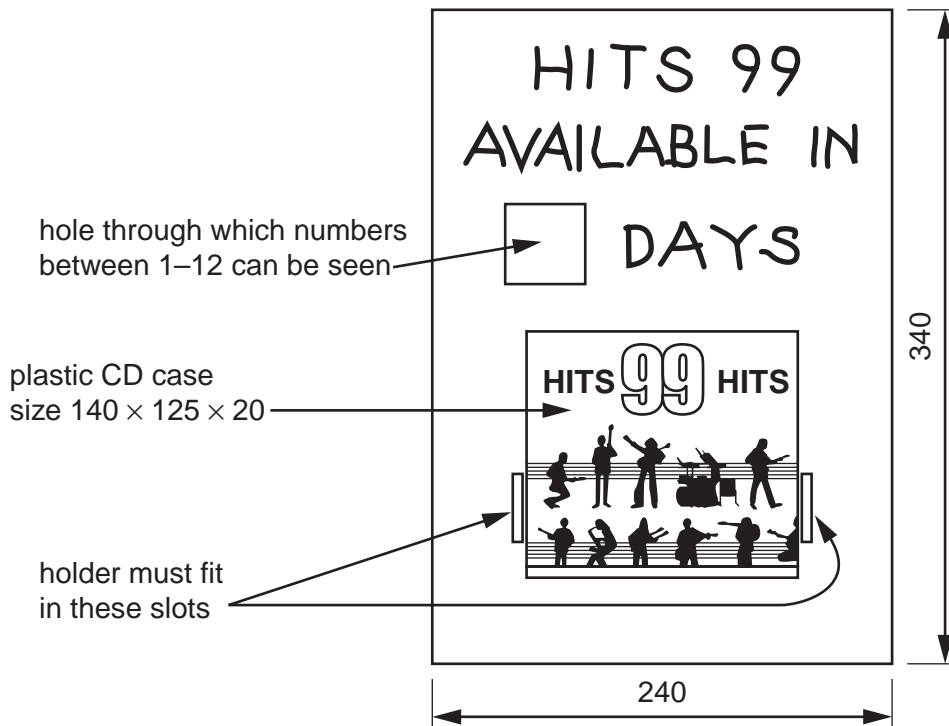 HITS 99
AVAILABLE IN
DAYS
hole through which numbers
between 1–12 can be seen
340
plastic CD case
size 140 × 125 × 20
HITS 99 HITS
holder must fit
in these slots
240